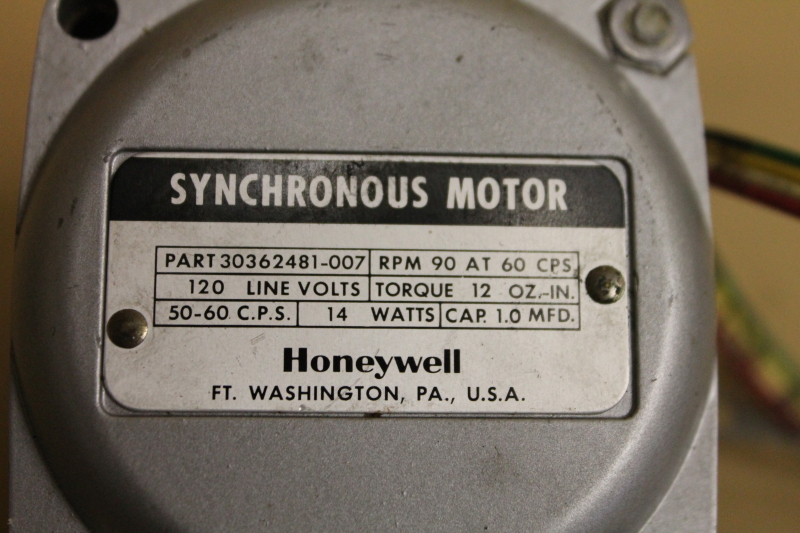 SYNCHRONOUS MOTOR
PART 30362481-007 RPM 90 AT 60 CPS
120 LINE VOLTS TORQUE 12 OZ.-IN.
50-60 C.P.S. 14 WATTS CAP. 1.0 MFD.
Honeywell
FT. WASHINGTON, PA., U.S.A.